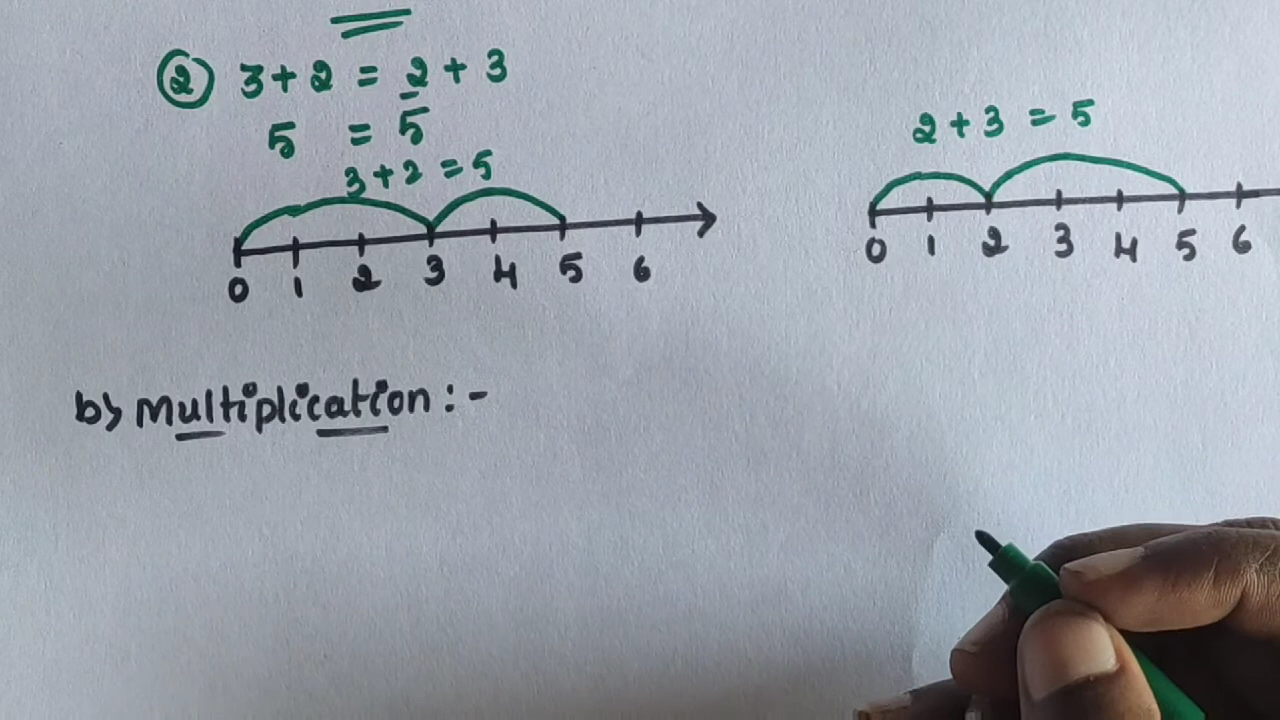 ② 3+2 = 2+3
5 = 5
3+2=5
0 1 2 3 4 5 6
2+3=5
0 1 2 3 4 5 6
b) Multiplication :-